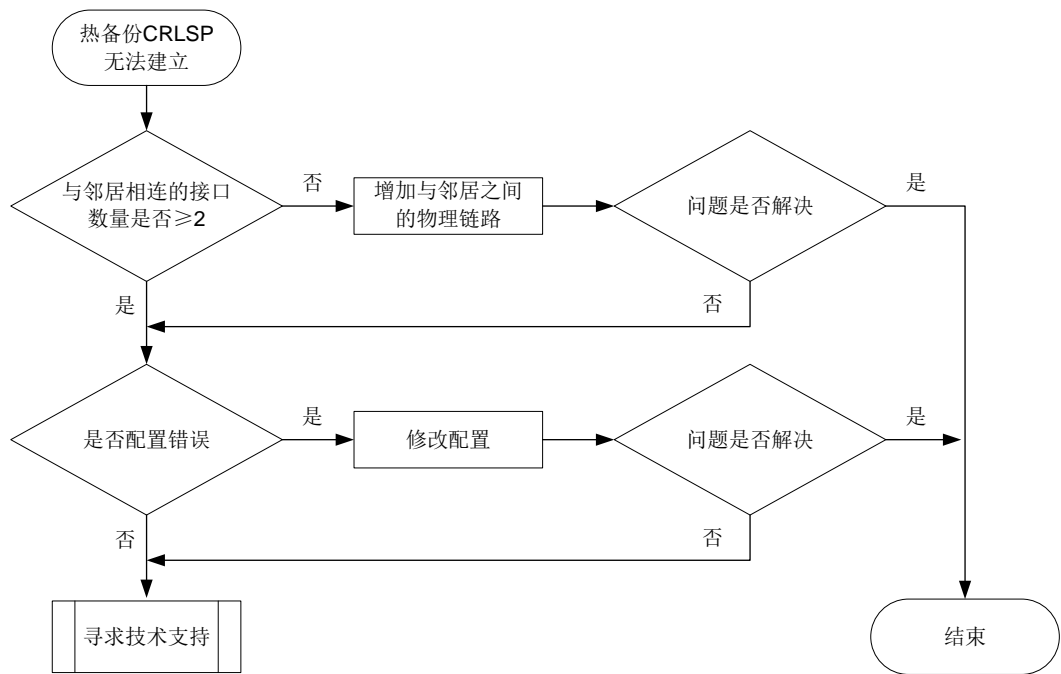 热备份CRLSP
无法建立
与邻居相连的接口
数量是否≥2
否
增加与邻居之间
的物理链路
问题是否解决
是
是
否
是否配置错误
是
修改配置
问题是否解决
是
否
否
寻求技术支持
结束